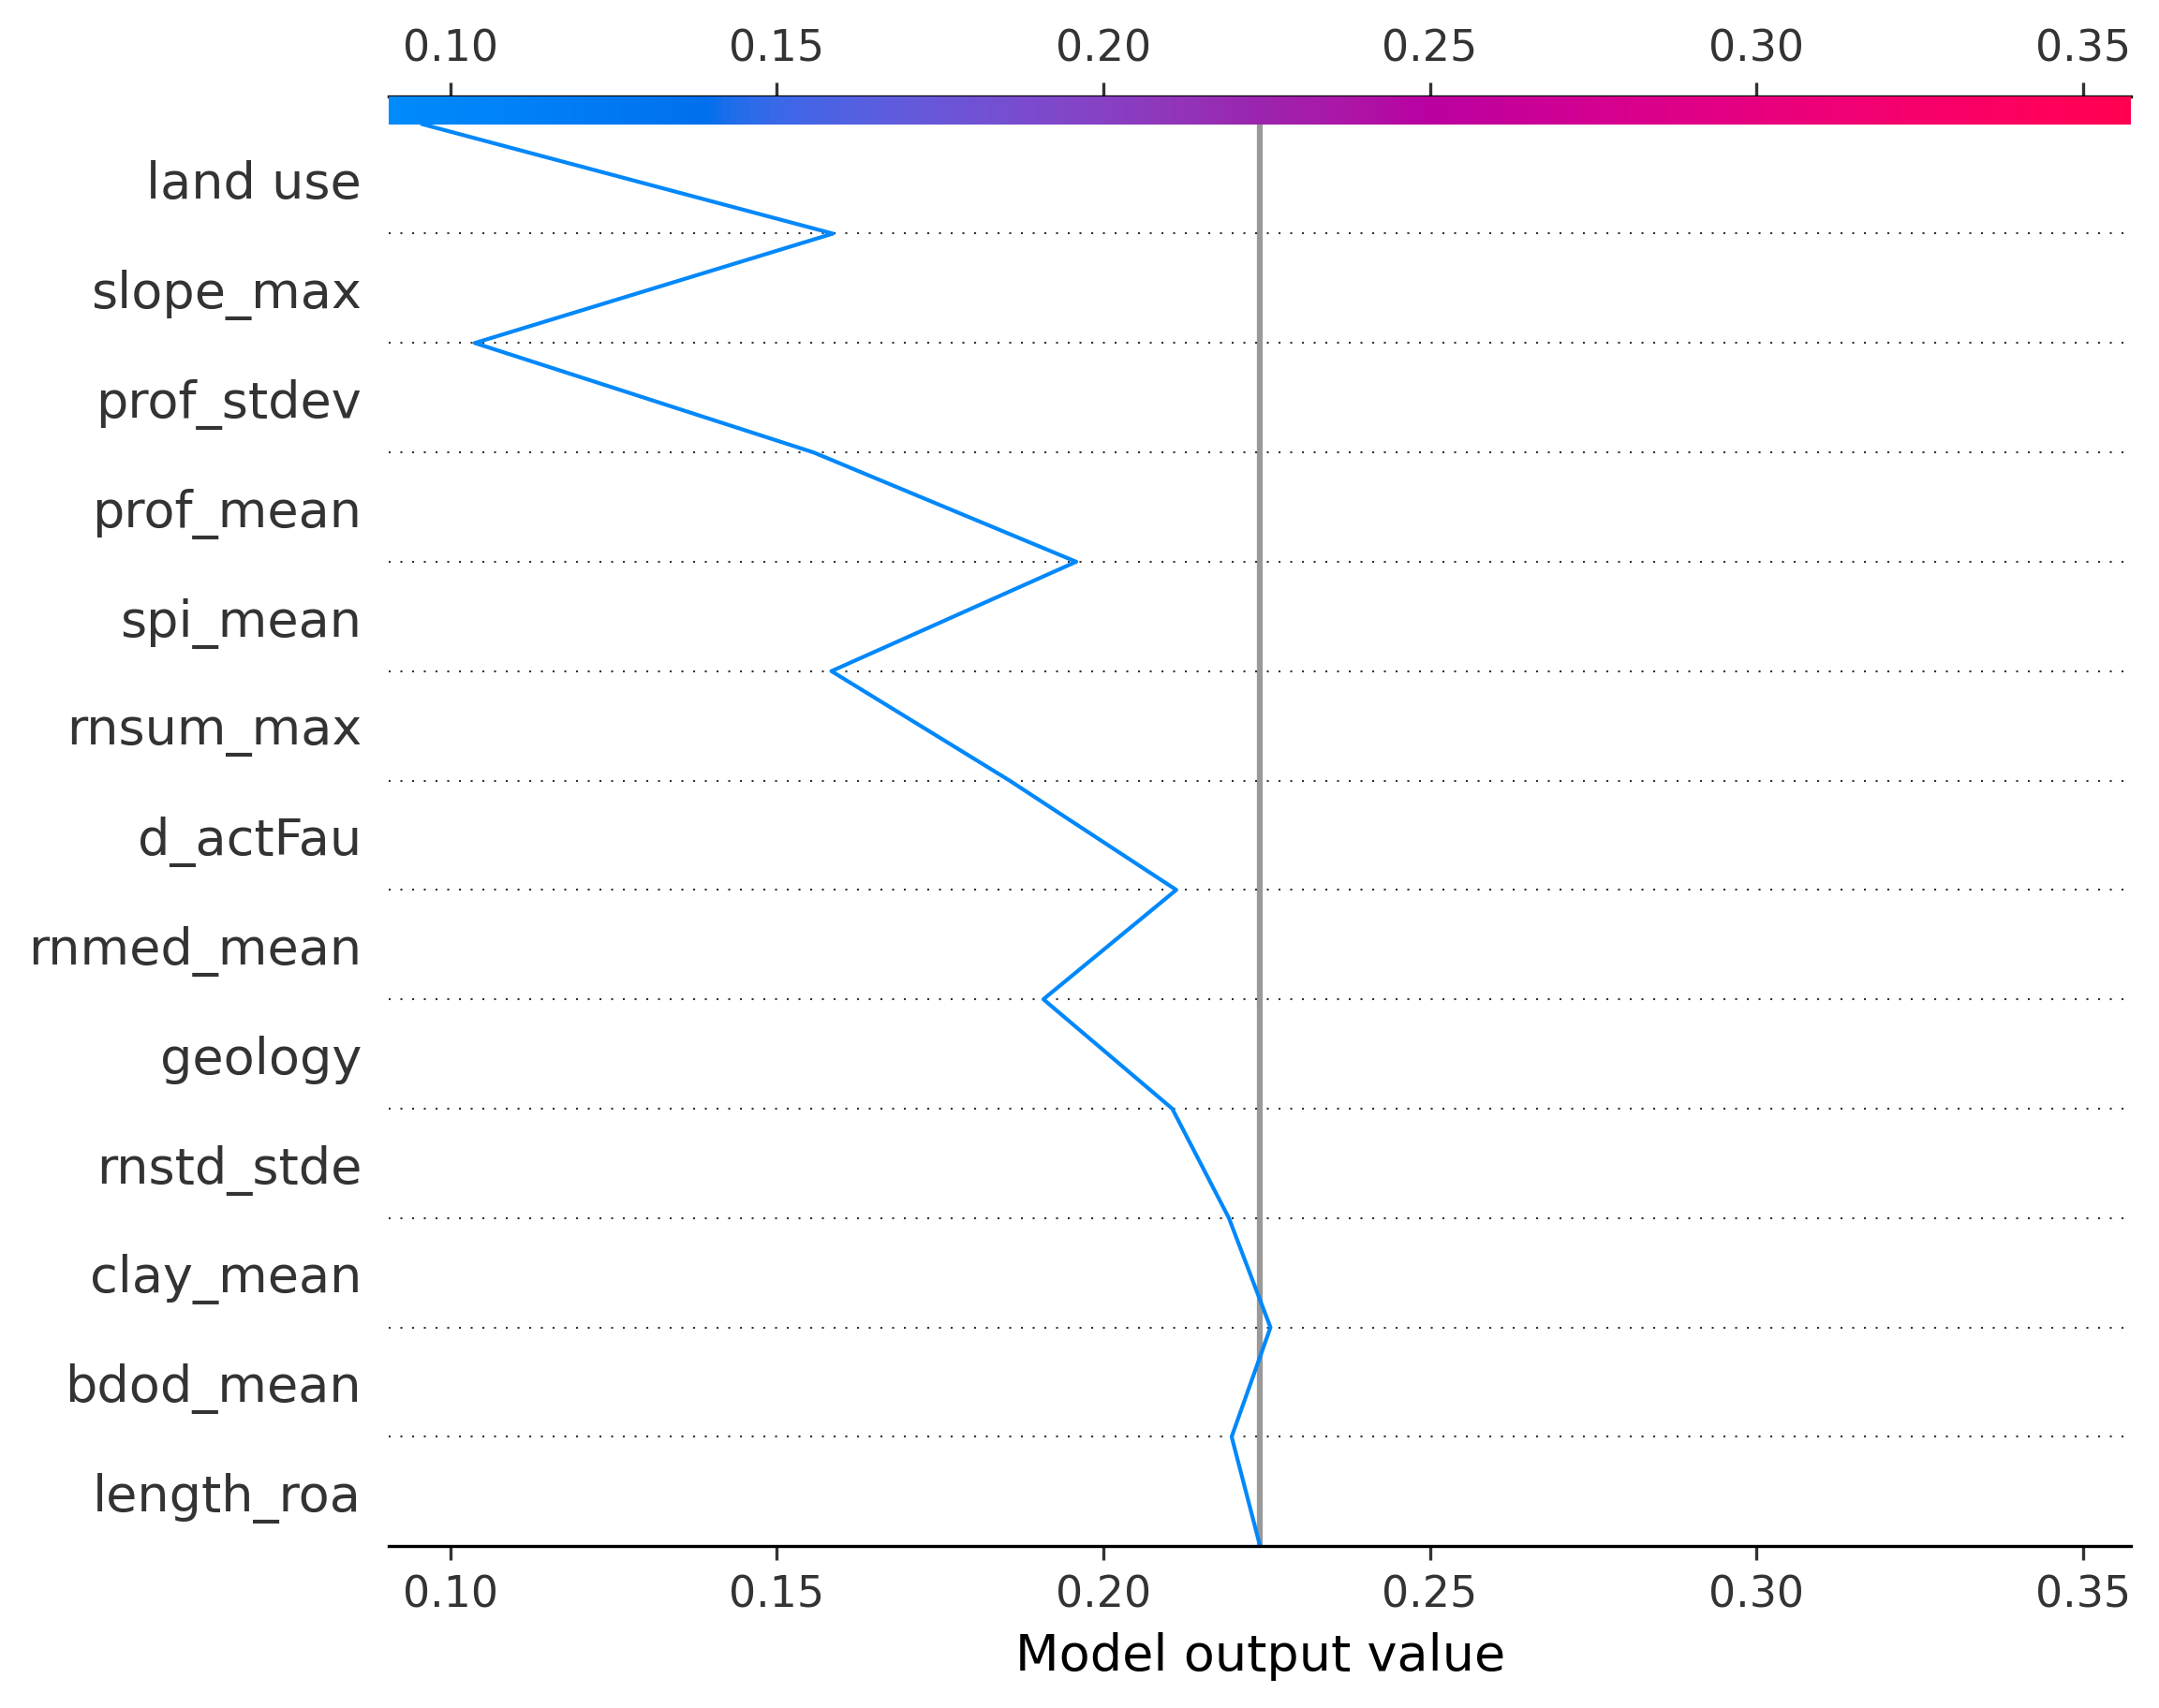 0.10 0.15 0.20 0.25 0.30 0.35
land use
slope_max
prof_stdev
prof_mean
spi_mean
rnsum_max
d_actFau
rnmed_mean
geology
rnstd_stde
clay_mean
bdod_mean
length_roa
0.10 0.15 0.20 0.25 0.30 0.35
Model output value